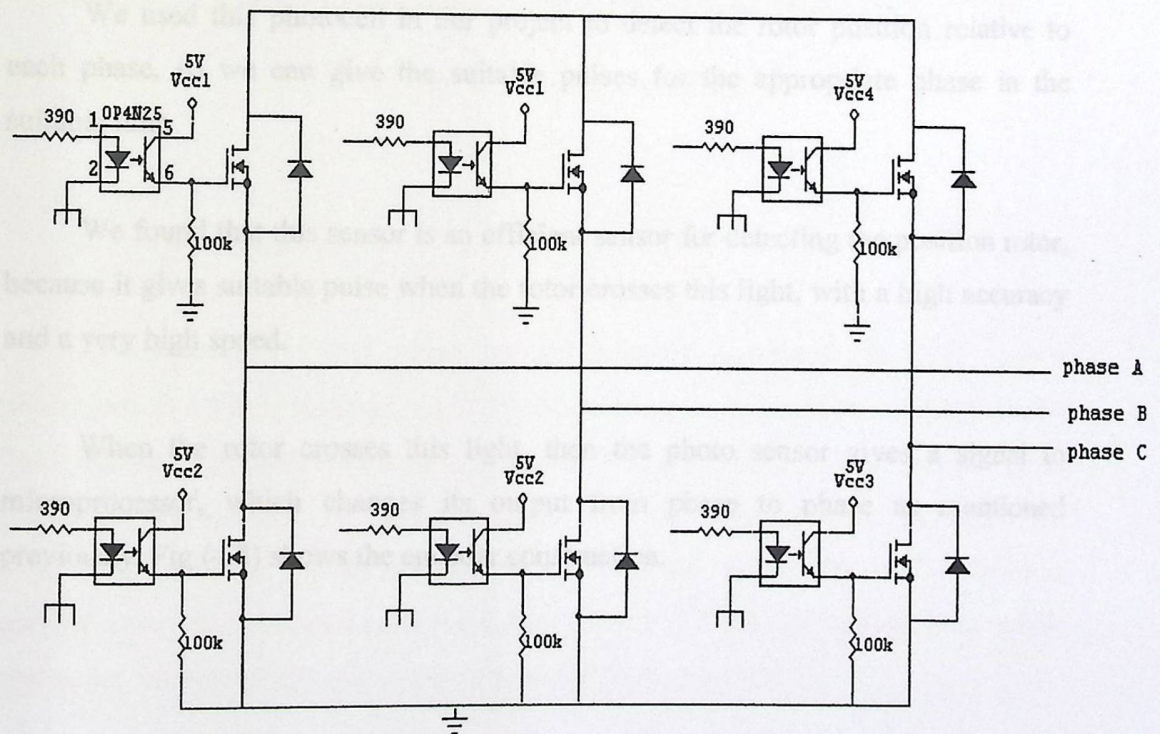 We used this photocell in our project to detect the rotor position relative to
each phase, we can give the suitable pulses for the appropriate phase in the
5V
Vcc1
5V
Vcc1
5V
Vcc4
390
1
OP4N25
5
2
6
390
390
100k
100k
100k
We found that this sensor is an efficient sensor for detecting the position rotor,
because it gives suitable pulse when the rotor crosses this light, with a high accuracy
and a very high speed.
phase A
phase B
phase C
When the rotor crosses this light, then the photo sensor gives a signal to
microprocessor, which changes its output from phase to phase as mentioned
Fig shows the
5V
Vcc2
5V
Vcc2
5V
Vcc3
390
390
390
100k
100k
100k